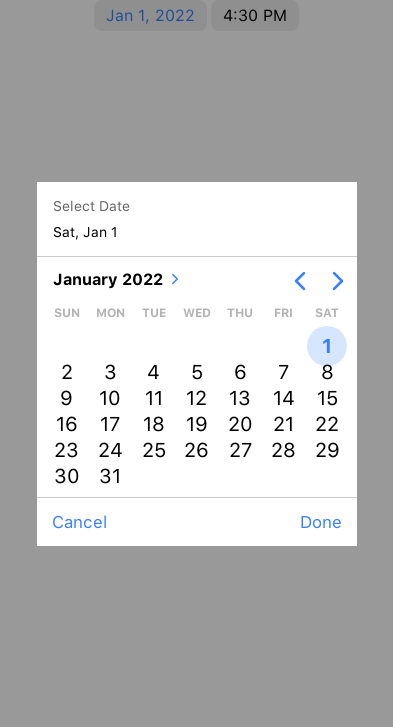 Jan 1, 2022 4:30 PM
Select Date
Sat, Jan 1
January 2022
SUN MON TUE WED THU FRI SAT
1
2 3 4 5 6 7 8
9 10 11 12 13 14 15
16 17 18 19 20 21 22
23 24 25 26 27 28 29
30 31
Cancel Done